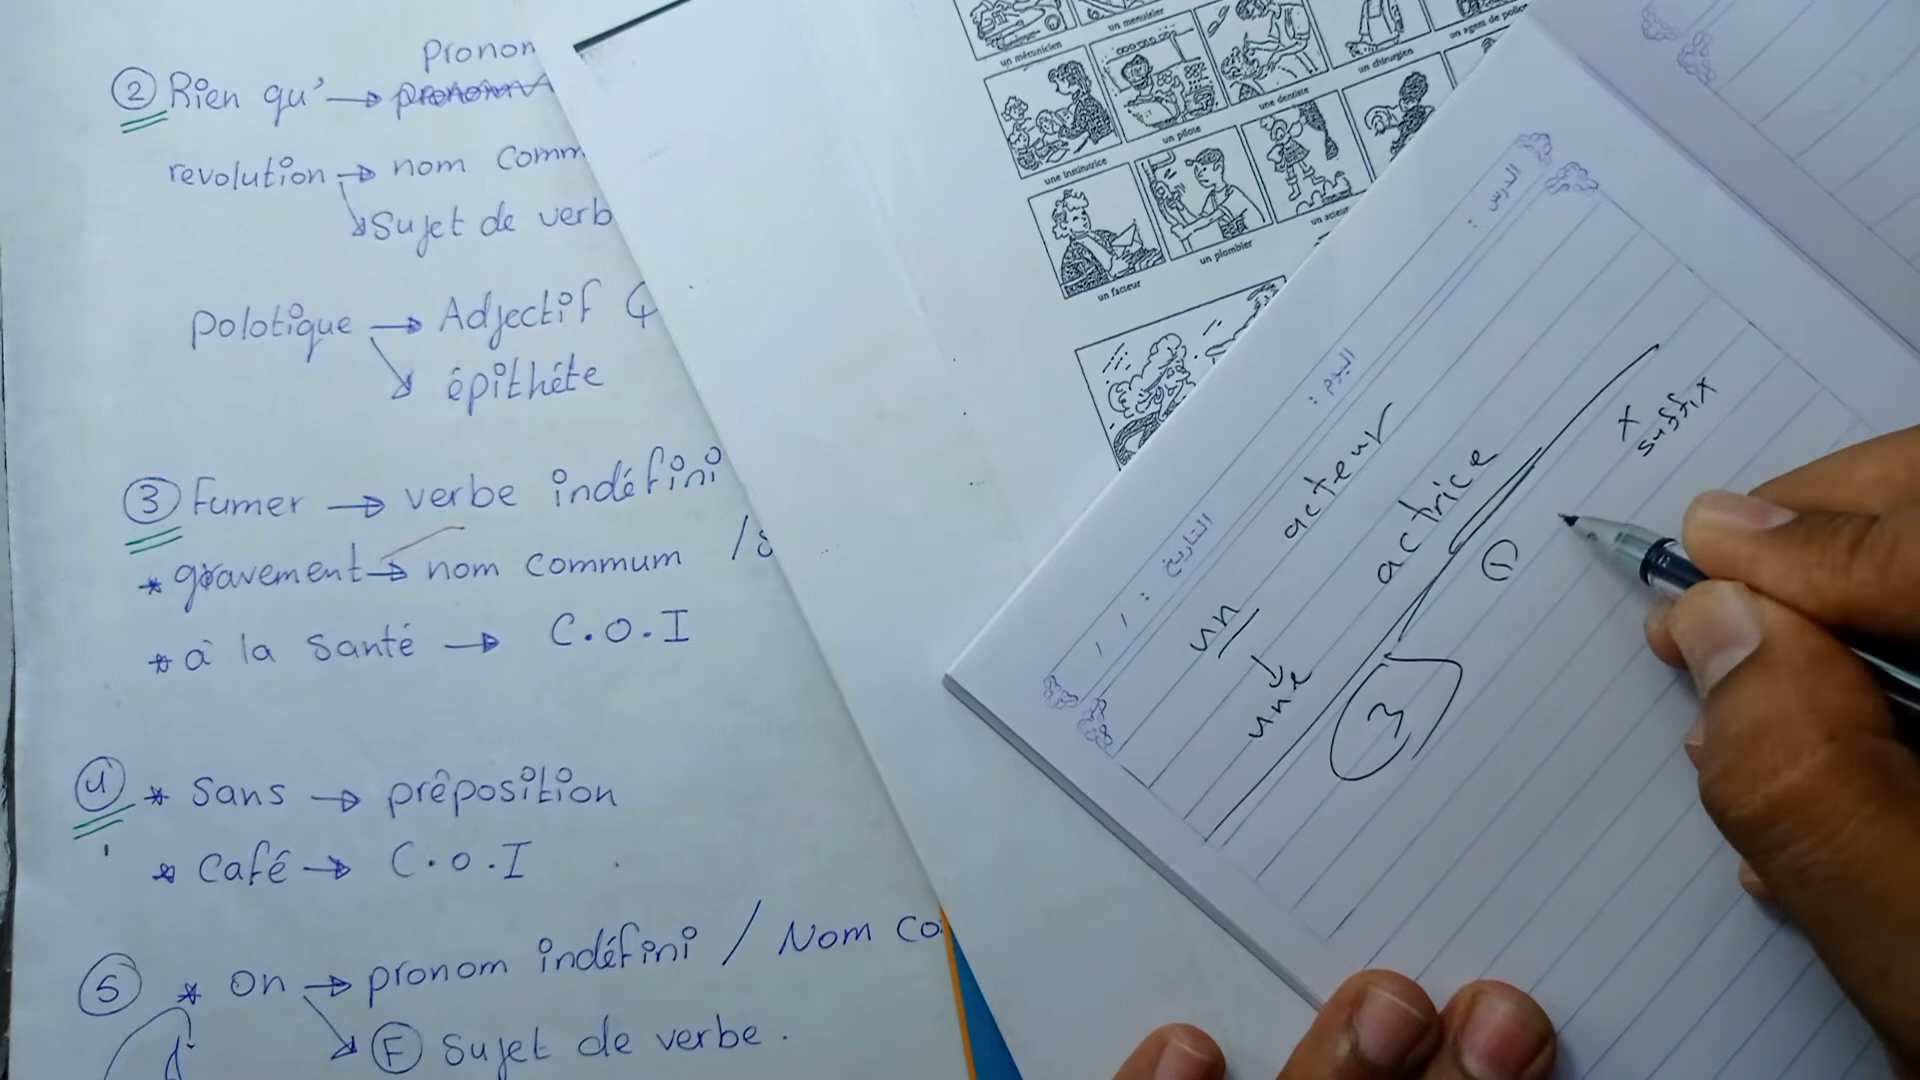 Pronon
② Rien qu' →
revolution → nom Comm
Sujet de verb
Polotique → Adjectif
épithéte
③ Fumer → verbe indéfini
* gravement → nom commum /
* à la Santé → C.O.I
④ * Sans → préposition
* Café → C.O.I
⑤ * On → pronom indéfini / Nom co
Ⓕ Sujet de verbe.
un mécanicien
un menuisier
un chirurgien
un agent de police
une institutrice
un pilote
une dentiste
un facteur
un plombier
un acteur
الدرس :
اليوم :
التاريخ : / /
un acteur
une actrice
③
①
x
suffix